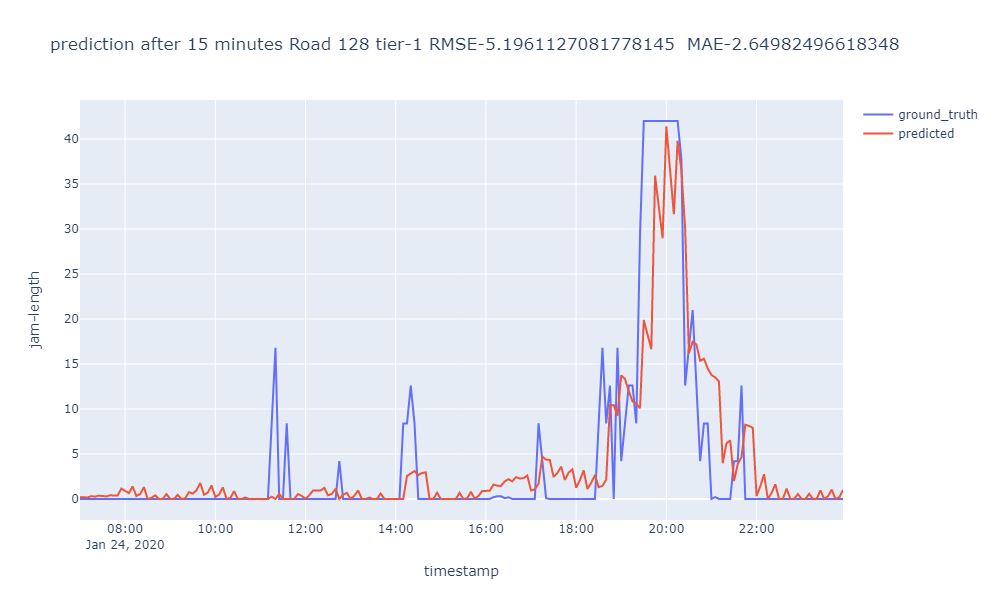 prediction after 15 minutes Road 128 tier-1 RMSE-5.1961127081778145  MAE-2.64982496618348
ground_truth
predicted
jam-length
40
35
30
25
20
15
10
5
0
08:00 10:00 12:00 14:00 16:00 18:00 20:00 22:00
Jan 24, 2020
timestamp